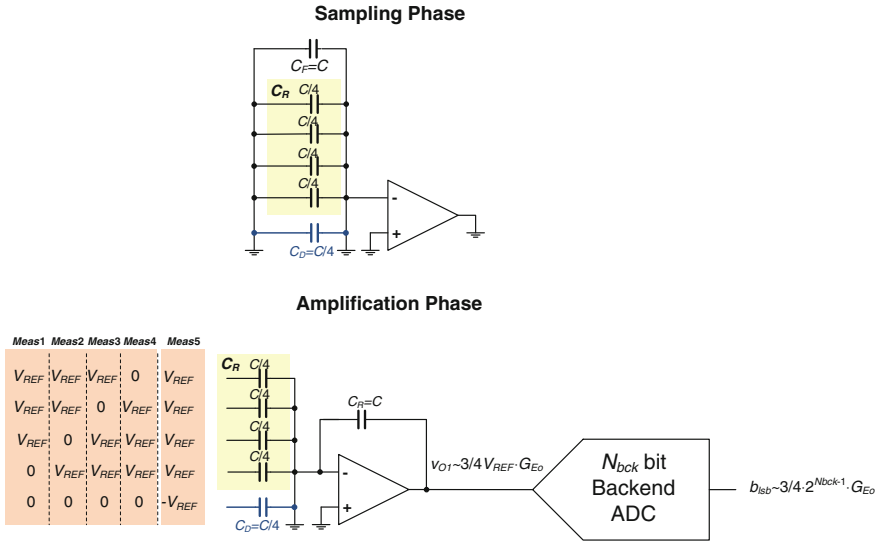 Sampling Phase
C_F=C
C_R C/4
C/4
C/4
C/4
-
+
C_D=C/4
Amplification Phase
Meas1 Meas2 Meas3 Meas4 Meas5
V_REF V_REF V_REF 0 V_REF
V_REF V_REF 0 V_REF V_REF
V_REF 0 V_REF V_REF V_REF
0 V_REF V_REF V_REF V_REF
0 0 0 0 -V_REF
C_R C/4
C/4
C/4
C/4
C_D=C/4
C_R=C
-
+
v_O1~3/4V_REF·G_Eo
N_bck bit
Backend
ADC
b_lsb~3/4·2^Nbck-1·G_Eo